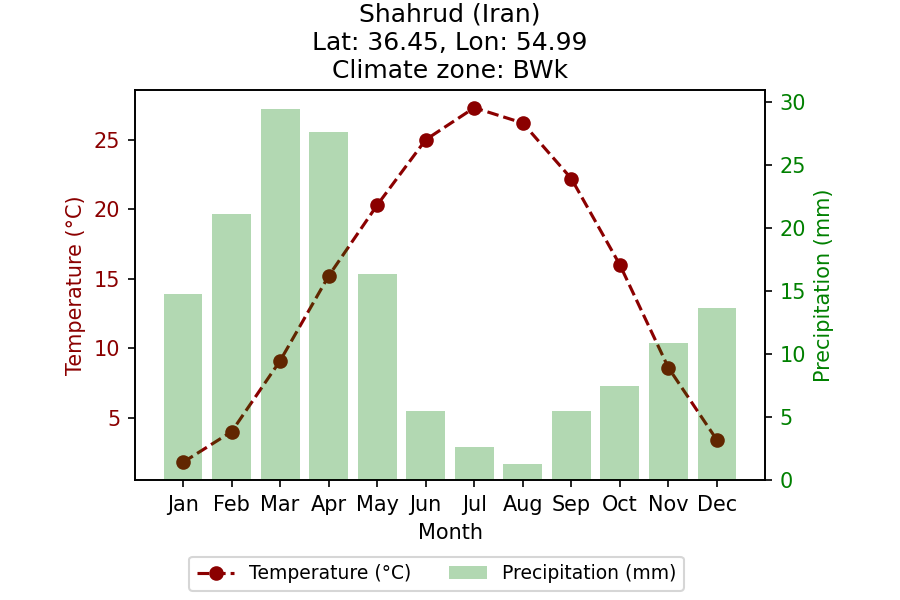 Shahrud (Iran)
Lat: 36.45, Lon: 54.99
Climate zone: BWk
25
20
15
10
5
Temperature (°C)
30
25
20
15
10
5
0
Precipitation (mm)
Jan Feb Mar Apr May Jun Jul Aug Sep Oct Nov Dec
Month
Temperature (°C) Precipitation (mm)